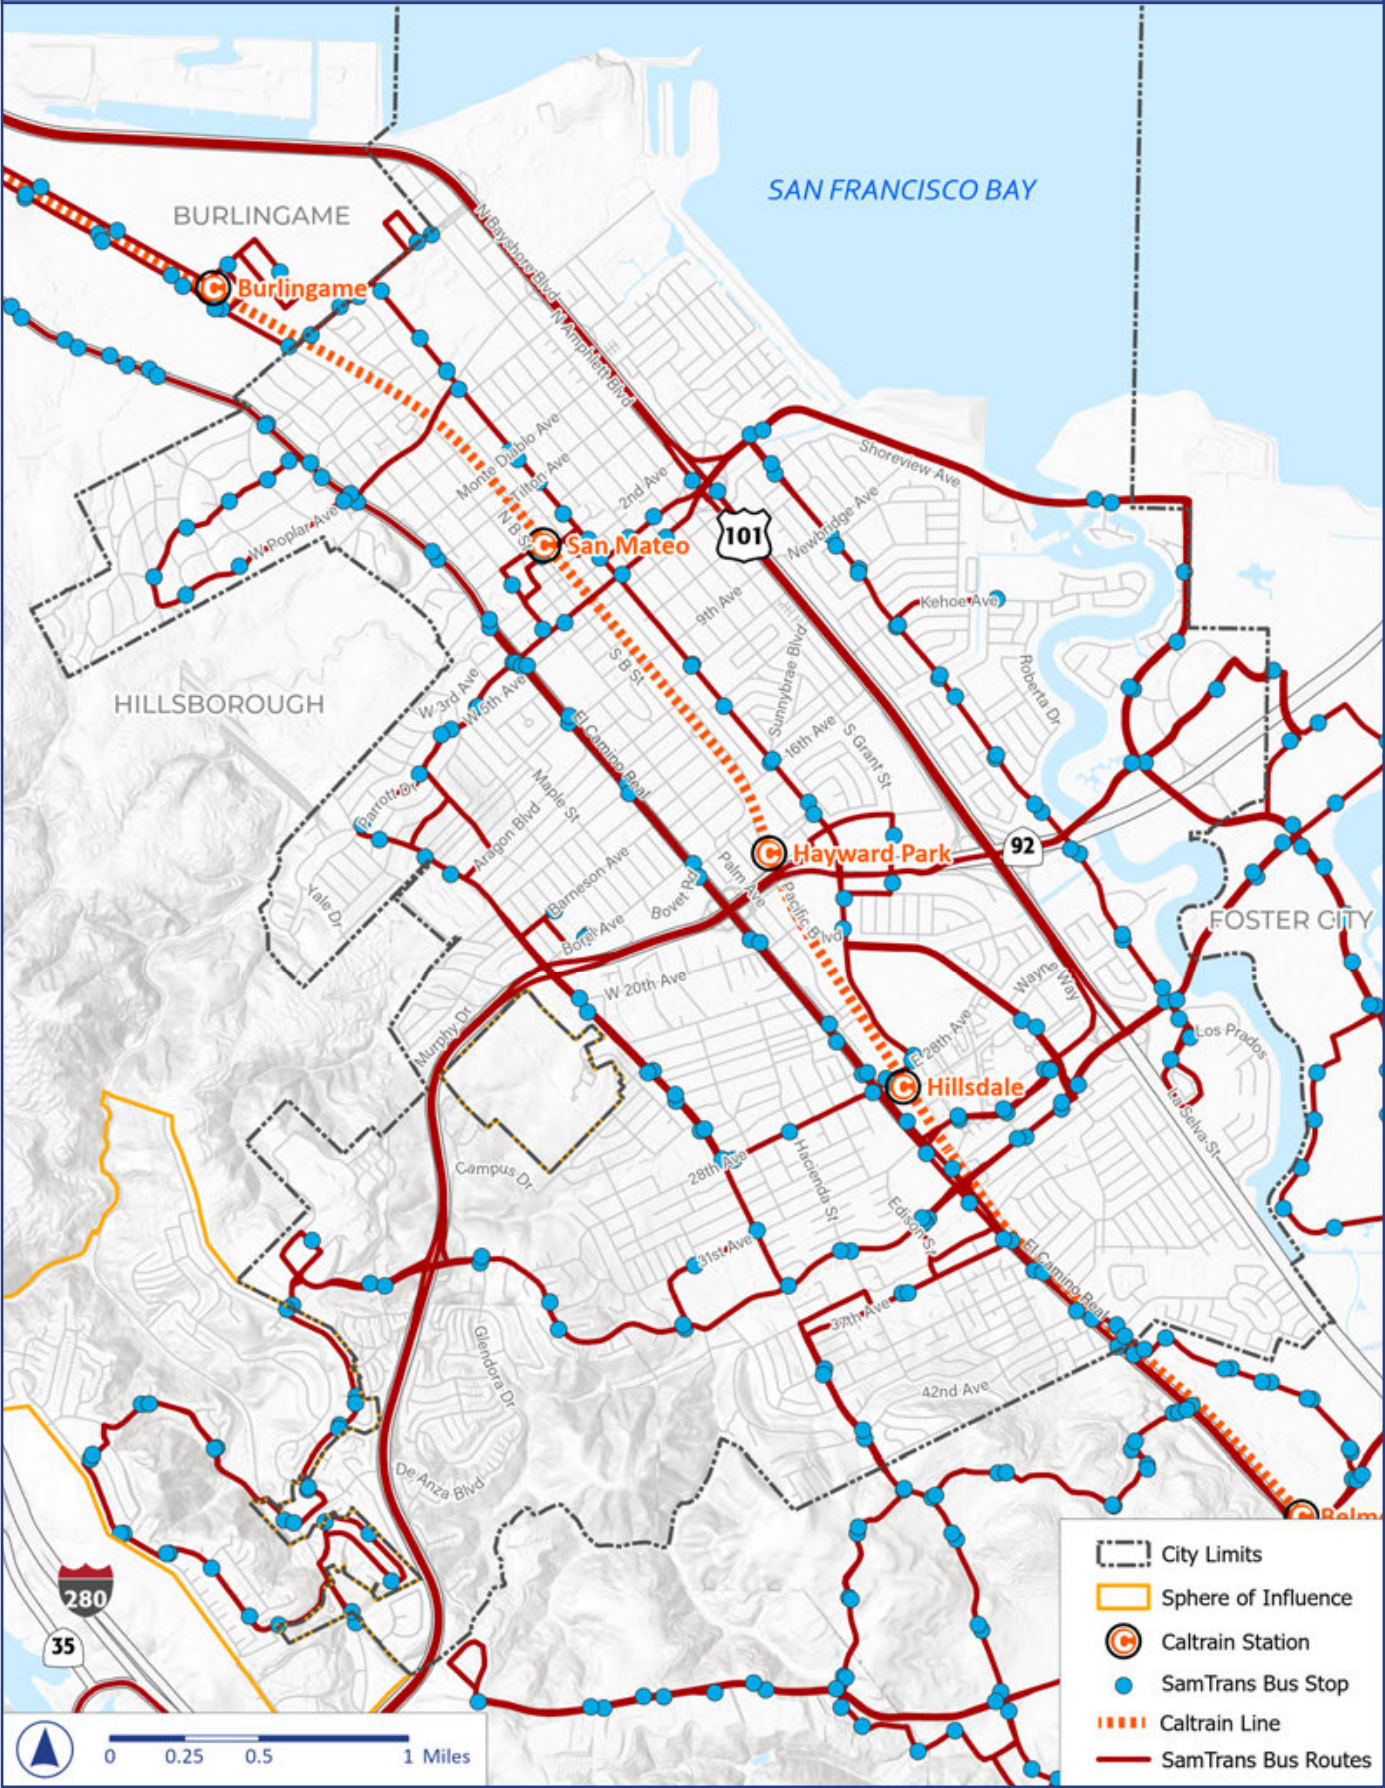 SAN FRANCISCO BAY
BURLINGAME
N Bayshore Blvd
Burlingame
N Amphlett Blvd
Monte Diablo Ave
Tilton Ave
2nd Ave
Shoreview Ave
N B St
San Mateo
101
Newbridge Ave
W Poplar Ave
9th Ave
Kehoe Ave
S B St
Sunnybrae Blvd
Roberta Dr
HILLSBOROUGH
W 3rd Ave
W 5th Ave
El Camino Real
16th Ave
S Grant St
Parrott Dr
Maple St
Aragon Blvd
Hayward Park
92
Yale Dr
Barneson Ave
Bovet Rd
Palm Ave
Pacific Blvd
Borel Ave
FOSTER CITY
W 20th Ave
Wayne Way
Murphy Dr
E 28th Ave
Los Prados
Hillsdale
La Selva St
Campus Dr
28th Ave
Hacienda St
Edison St
31st Ave
El Camino Real
37th Ave
Glendora Dr
42nd Ave
De Anza Blvd
280
35
Belm
City Limits
Sphere of Influence
Caltrain Station
SamTrans Bus Stop
Caltrain Line
SamTrans Bus Routes
0 0.25 0.5 1 Miles